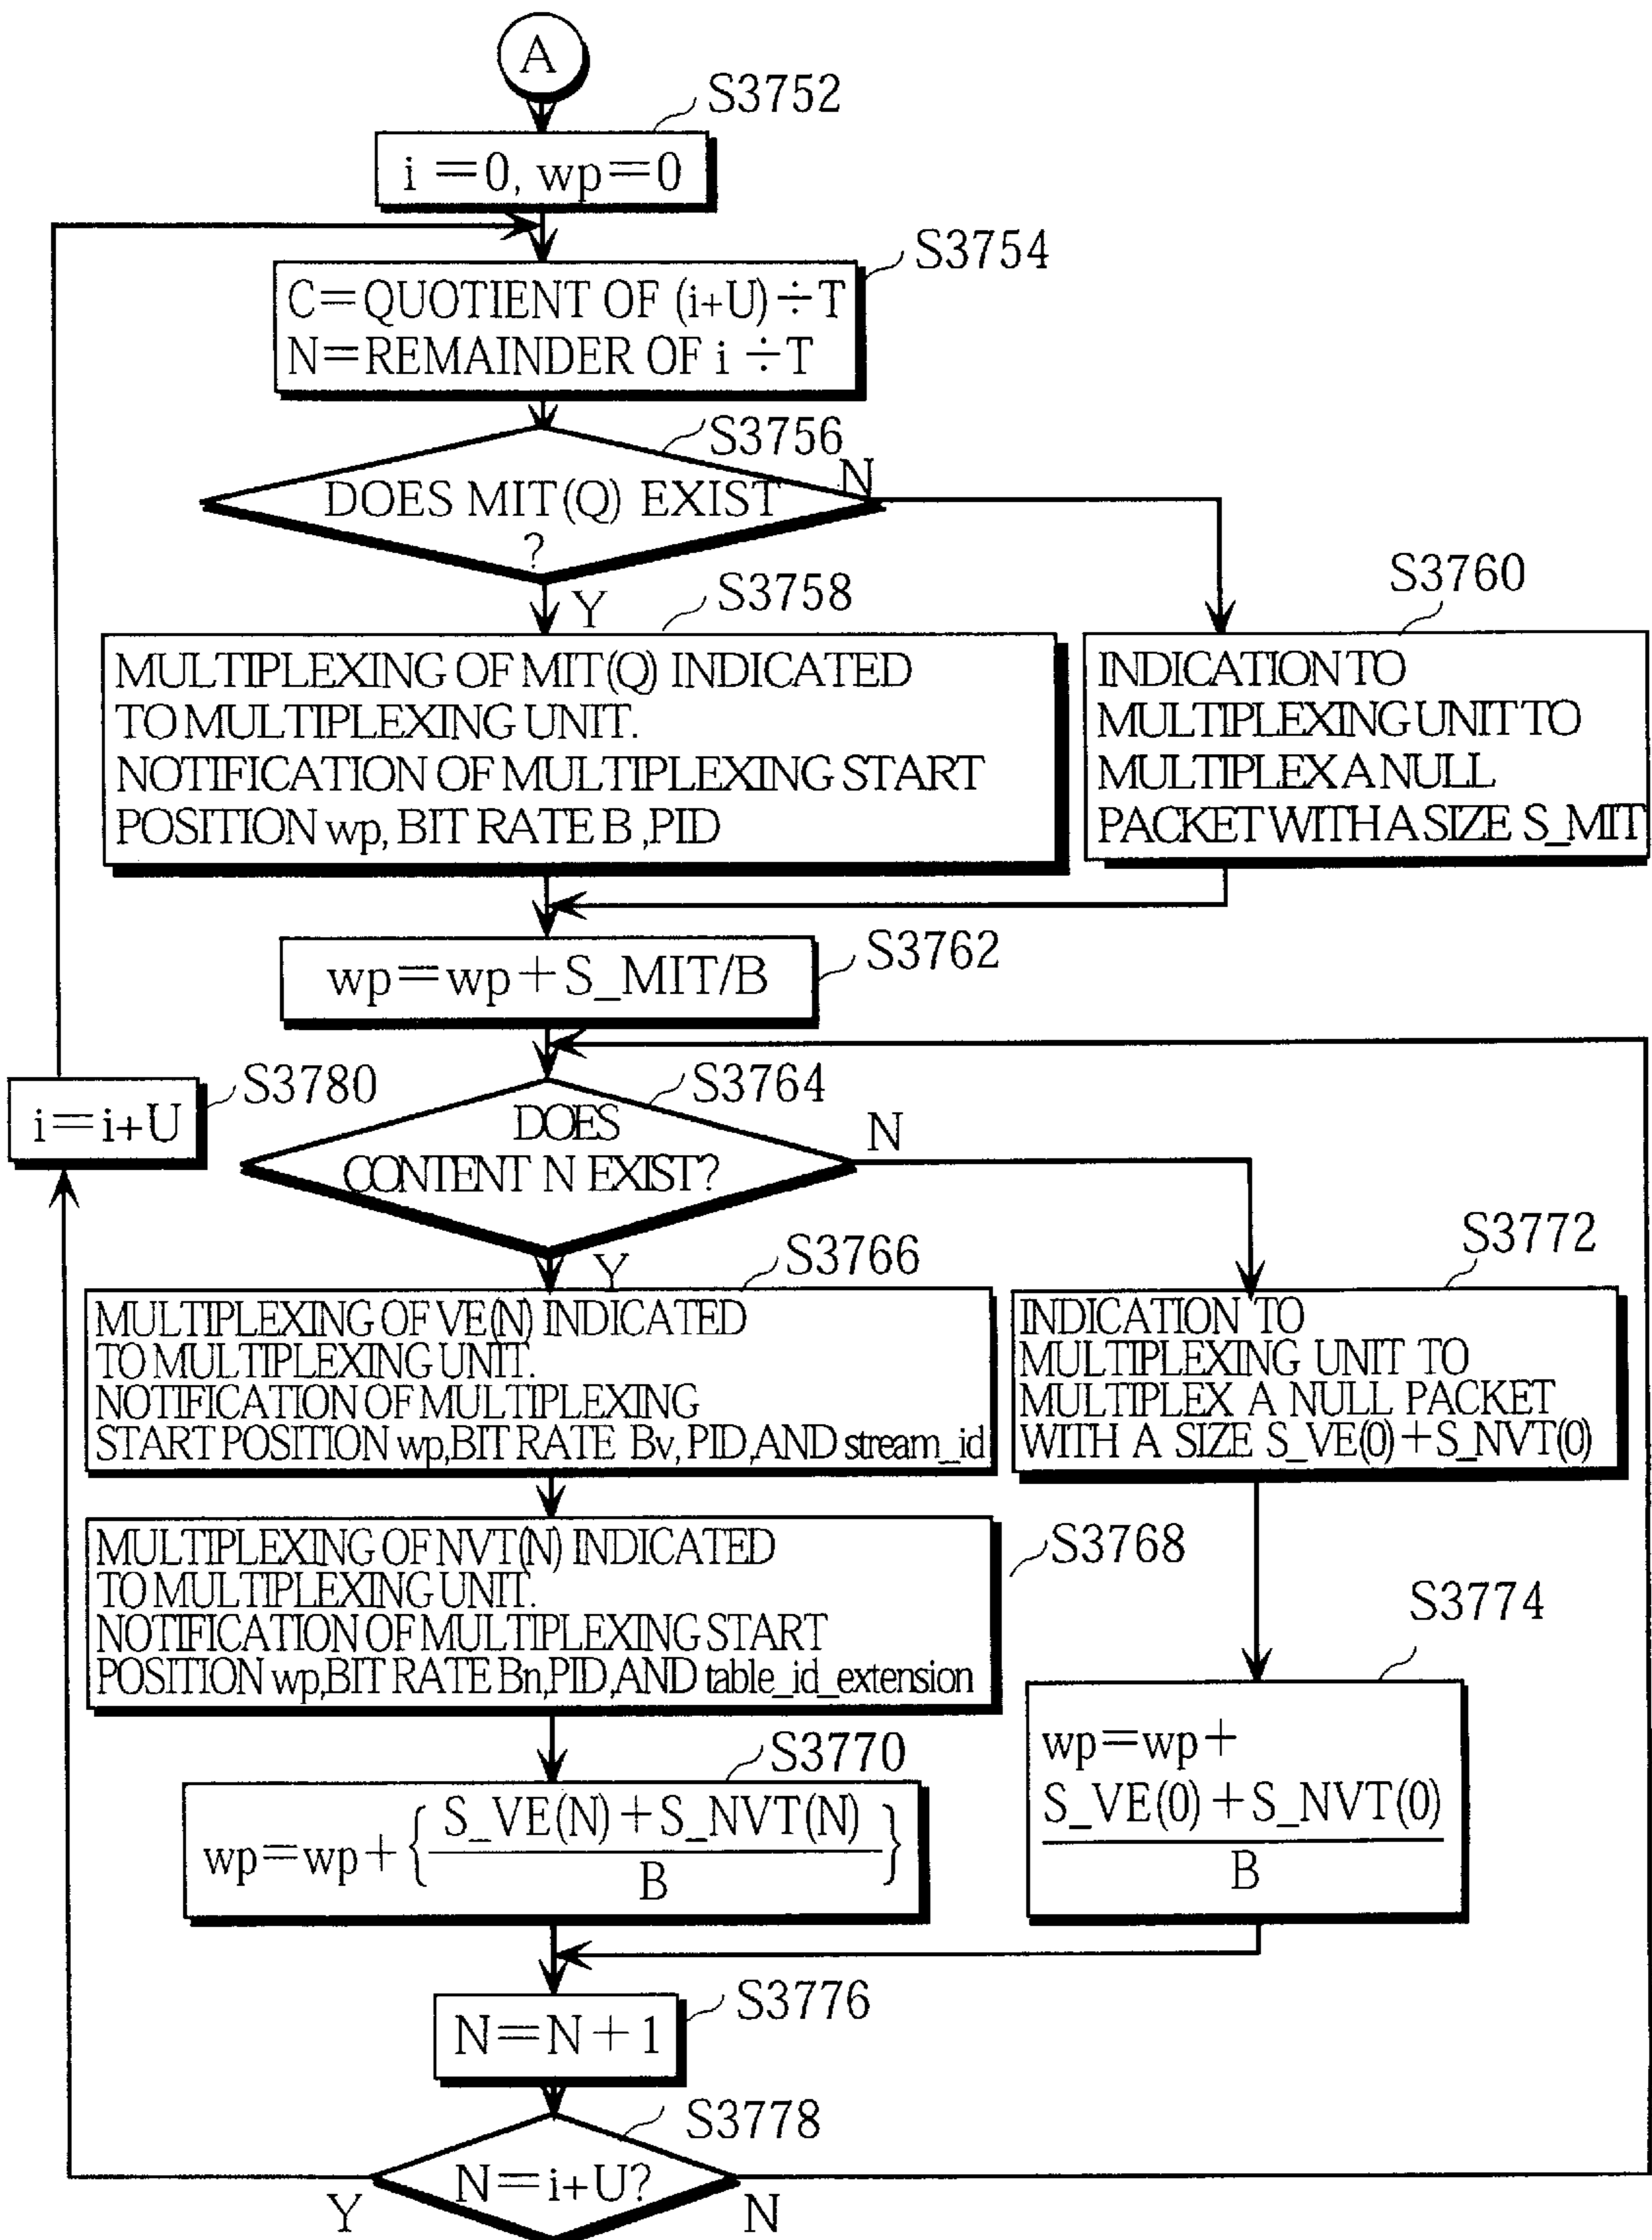 A
S3752
i＝0, wp＝0
S3754
C＝QUOTIENT OF (i+U)÷T
N＝REMAINDER OF i ÷T
S3756
N
DOES MIT(Q) EXIST
?
Y
S3758
S3760
MULTIPLEXING OF MIT(Q) INDICATED
TO MULTIPLEXING UNIT.
NOTIFICATION OF MULTIPLEXING START
POSITION wp, BIT RATE B ,PID
INDICATION TO
MULTIPLEXING UNIT TO
MULTIPLEX A NULL
PACKET WITH A SIZE S_MIT
S3762
wp＝wp＋S_MIT/B
S3780
i＝i+U
S3764
DOES
CONTENT N EXIST?
N
Y
S3766
S3772
MULTIPLEXING OF VE(N) INDICATED
TO MULTIPLEXING UNIT.
NOTIFICATION OF MULTIPLEXING
START POSITION wp,BIT RATE Bv, PID,AND stream_id
INDICATION TO
MULTIPLEXING UNIT TO
MULTIPLEX A NULL PACKET
WITH A SIZE S_VE(0)＋S_NVT(0)
S3768
MULTIPLEXING OF NVT(N) INDICATED
TO MULTIPLEXING UNIT.
NOTIFICATION OF MULTIPLEXING START
POSITION wp,BIT RATE Bn,PID,AND table_id_extension
S3774
wp＝wp＋
S_VE(0)＋S_NVT(0)
B
S3770
S_VE(N)＋S_NVT(N)
wp＝wp＋{ }
B
S3776
N＝N＋1
S3778
N＝i+U?
Y
N